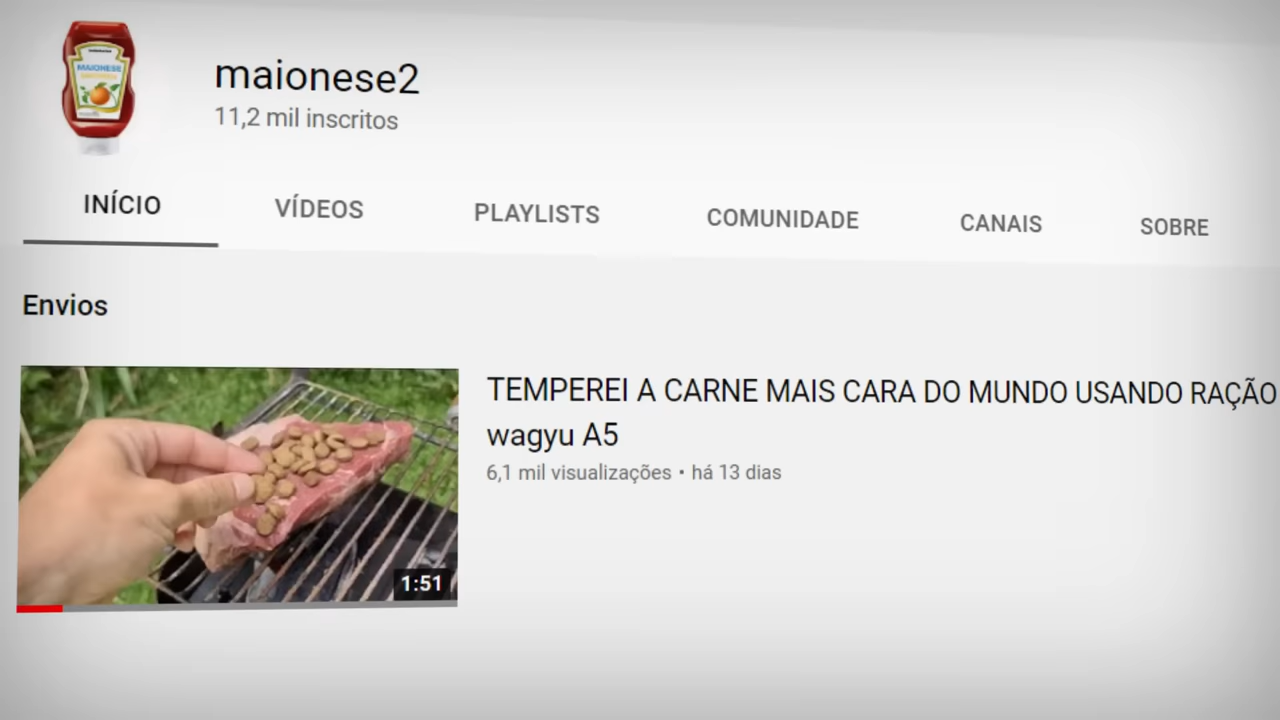 MAIONESE
maionese2
11,2 mil inscritos
INÍCIO
VÍDEOS
PLAYLISTS
COMUNIDADE
CANAIS
SOBRE
Envios
TEMPEREI A CARNE MAIS CARA DO MUNDO USANDO RAÇÃO
wagyu A5
6,1 mil visualizações • há 13 dias
1:51